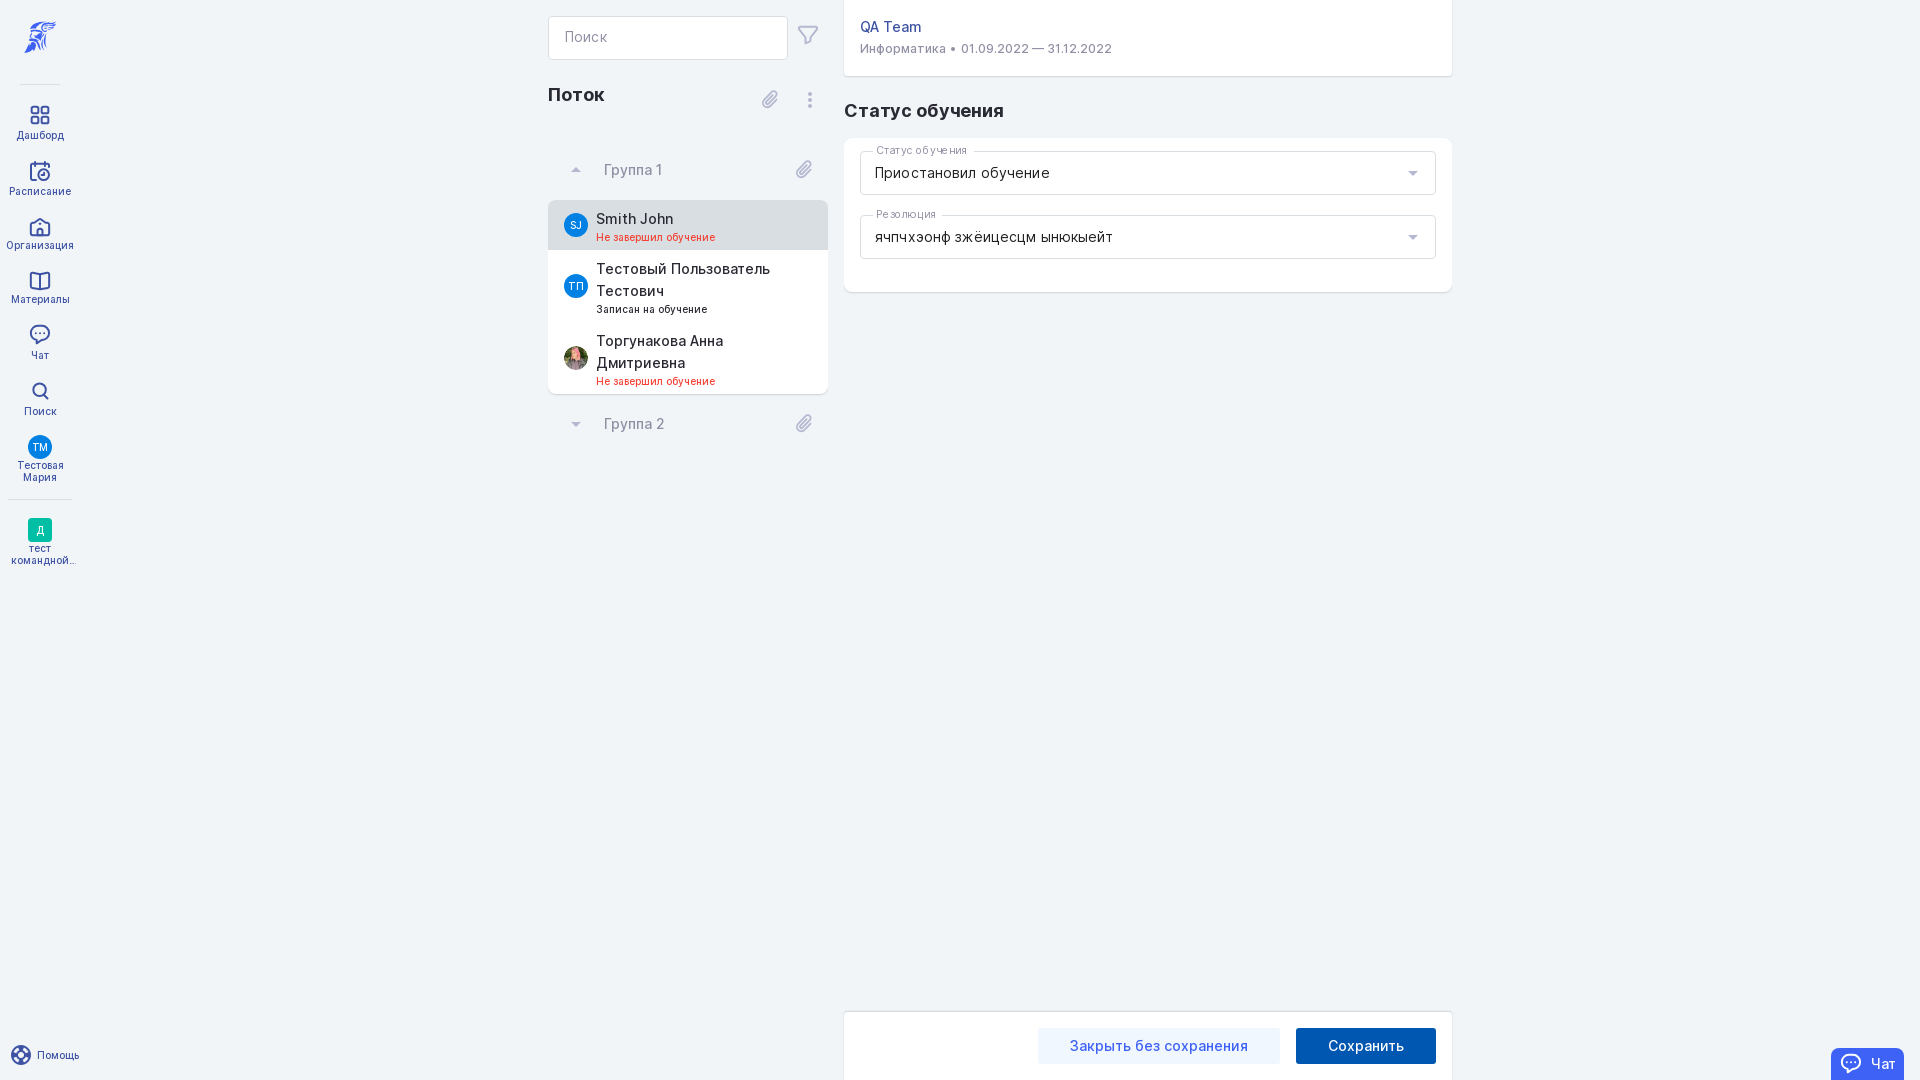 Дашборд
Расписание
Организация
Материалы
Чат
Поиск
ТМ
Тестовая
Мария
Д
тест
командной...
Помощь
Поиск
Поток
Группа 1
SJ
Smith John
Не завершил обучение
ТП
Тестовый Пользователь
Тестович
Записан на обучение
Торгунакова Анна
Дмитриевна
Не завершил обучение
Группа 2
QA Team
Информатика • 01.09.2022 — 31.12.2022
Статус обучения
Статус обучения
Приостановил обучение
Резолюция
ячпчхэонф зжёицесцм ынюкыейт
Закрыть без сохранения
Сохранить
Чат